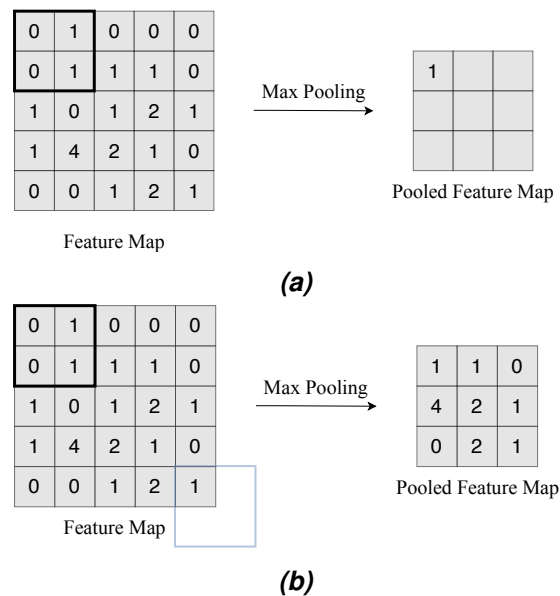 0 1 0 0 0
0 1 1 1 0
1 0 1 2 1
1 4 2 1 0
0 0 1 2 1
Feature Map
Max Pooling
1
Pooled Feature Map
(a)
0 1 0 0 0
0 1 1 1 0
1 0 1 2 1
1 4 2 1 0
0 0 1 2 1
Feature Map
Max Pooling
1 1 0
4 2 1
0 2 1
Pooled Feature Map
(b)